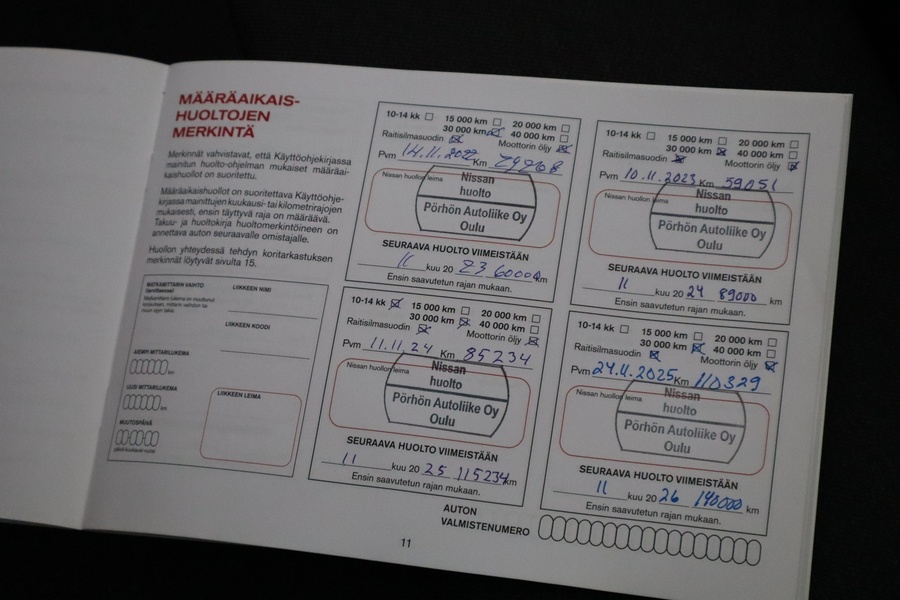 MÄÄRÄAIKAIS-
HUOLTOJEN
MERKINTÄ
Merkinnät vahvistavat, että Käyttöohjekirjassa
mainitun huolto-ohjelman mukaiset määräai-
kaishuollot on suoritettu.
Määräaikaishuollot on suoritettava Käyttöohje-
kirjassa mainittujen kuukausi- tai kilometrirajojen
mukaisesti, ensin täyttyvä raja on määräävä.
Takuu- ja huoltokirja huoltomerkintöineen on
annettava auton seuraavalle omistajalle.
Huollon yhteydessä tehdyn koritarkastuksen
merkinnät löytyvät sivulta 15.
MATKAMITTARIN VAIHTO
(tarvittaessa)
LIIKKEEN NIMI
LIIKKEEN KOODI
AIEMPI MITTARILUKEMA
km
UUSI MITTARILUKEMA
km
MUUTOSPÄIVÄ
LIIKKEEN LEIMA
10-14 kk 15 000 km 20 000 km
30 000 km 40 000 km
Raitisilmasuodin Moottorin öljy
Pvm 14.11.2022 Km 29268
Nissan huollon leima
Nissan
huolto
Pörhön Autoliike Oy
Oulu
SEURAAVA HUOLTO VIIMEISTÄÄN
11 kuu 20 23 60000 km
Ensin saavutetun rajan mukaan.
10-14 kk 15 000 km 20 000 km
30 000 km 40 000 km
Raitisilmasuodin Moottorin öljy
Pvm 10.11.2023 Km 59051
Nissan huollon leima
Nissan
huolto
Pörhön Autoliike Oy
Oulu
SEURAAVA HUOLTO VIIMEISTÄÄN
11 kuu 20 24 89000 km
Ensin saavutetun rajan mukaan.
10-14 kk 15 000 km 20 000 km
30 000 km 40 000 km
Raitisilmasuodin Moottorin öljy
Pvm 11.11.24 Km 85234
Nissan huollon leima
Nissan
huolto
Pörhön Autoliike Oy
Oulu
SEURAAVA HUOLTO VIIMEISTÄÄN
11 kuu 20 25 115234 km
Ensin saavutetun rajan mukaan.
10-14 kk 15 000 km 20 000 km
30 000 km 40 000 km
Raitisilmasuodin Moottorin öljy
Pvm 24.11.2025 Km 110329
Nissan huollon leima
Nissan
huolto
Pörhön Autoliike Oy
Oulu
SEURAAVA HUOLTO VIIMEISTÄÄN
11 kuu 20 26 140000 km
Ensin saavutetun rajan mukaan.
AUTON
VALMISTENUMERO
11